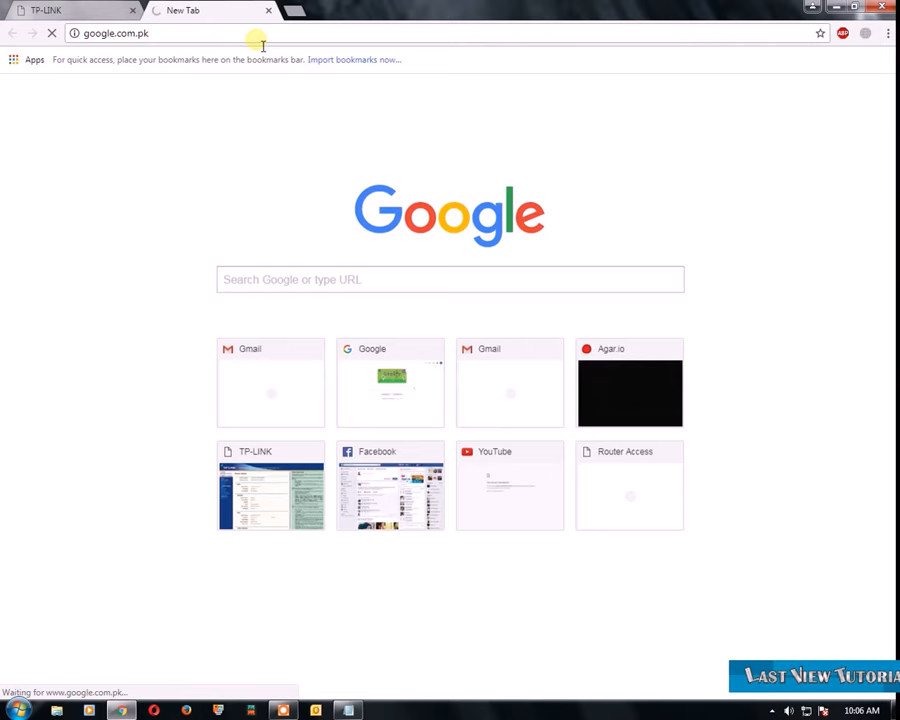 TP-LINK
New Tab
google.com.pk
Apps For quick access, place your bookmarks here on the bookmarks bar. Import bookmarks now...
ABP
Google
Search Google or type URL
Gmail
Google
Gmail
Agar.io
TP-LINK
Facebook
YouTube
Router Access
LAST VIEW TUTORIA
Waiting for www.google.com.pk...
10:06 AM